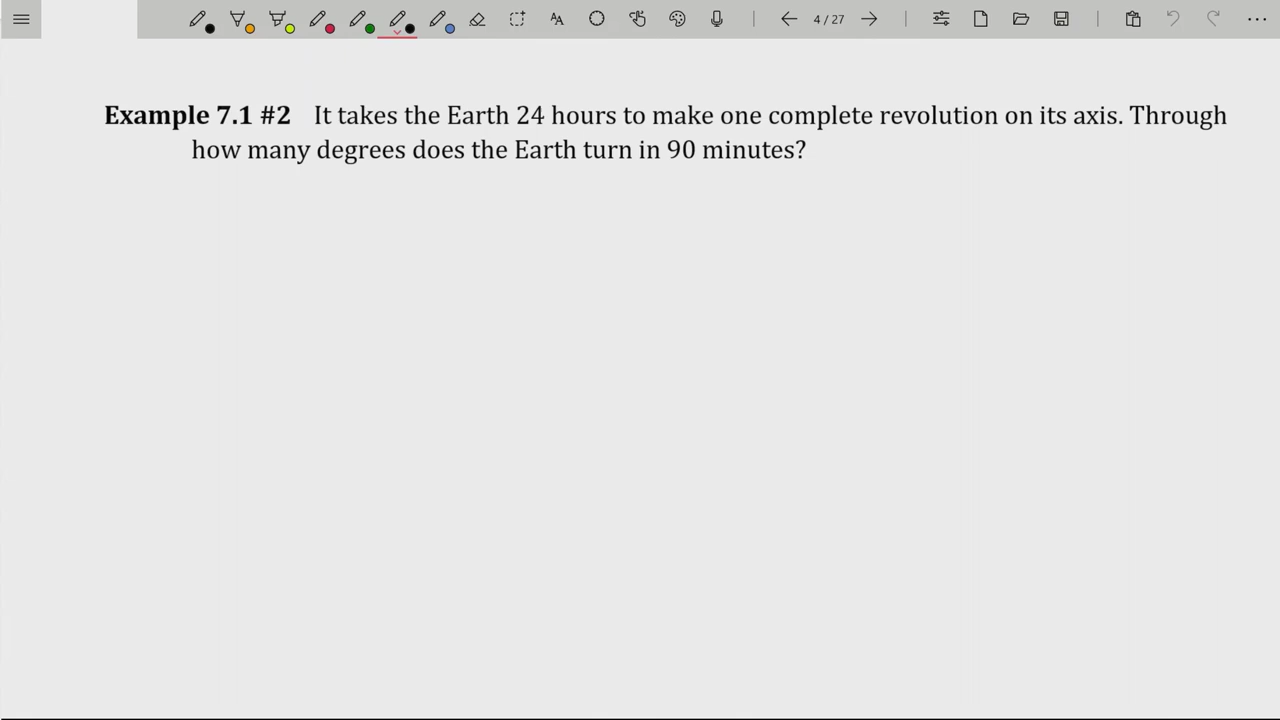 4 / 27
Example 7.1 #2 It takes the Earth 24 hours to make one complete revolution on its axis. Through
how many degrees does the Earth turn in 90 minutes?